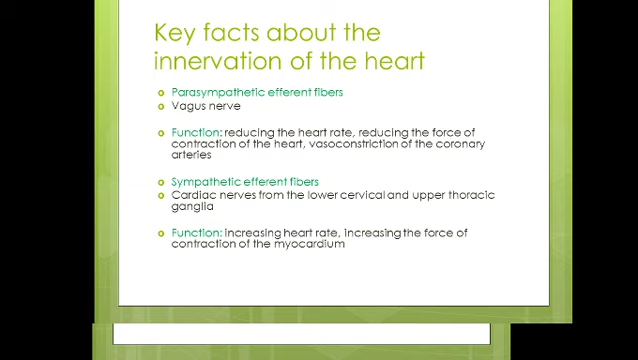 Key facts about the
innervation of the heart
Parasympathetic efferent fibers
Vagus nerve
Function: reducing the heart rate, reducing the force of
contraction of the heart, vasoconstriction of the coronary
arteries
Sympathetic efferent fibers
Cardiac nerves from the lower cervical and upper thoracic
ganglia
Function: increasing heart rate, increasing the force of
contraction of the myocardium